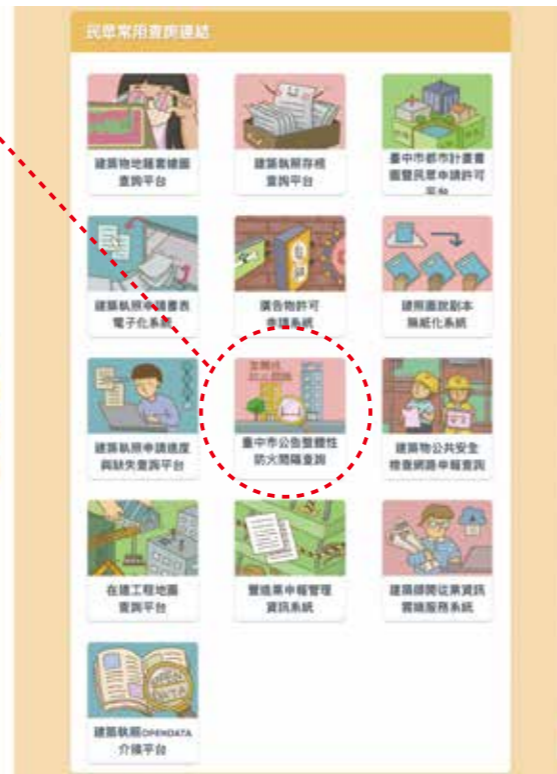 民眾常用查詢連結
建築物地籍套繪圖
查詢平台
建築執照存根
查詢平台
臺中市都市計畫書
圖暨民眾申請許可
平台
建築執照申請書表
電子化系統
廣告物許可
申請系統
建照圖說副本
無紙化系統
建築執照申請進度
與缺失查詢平台
臺中市公告整體性
防火間隔查詢
建築物公共安全
檢查網路申報查詢
在建工程地圖
查詢平台
營造業申報管理
資訊系統
建築師開從業資訊
雲端服務系統
OPEN
DATA
建築執照OPENDATA
介接平台